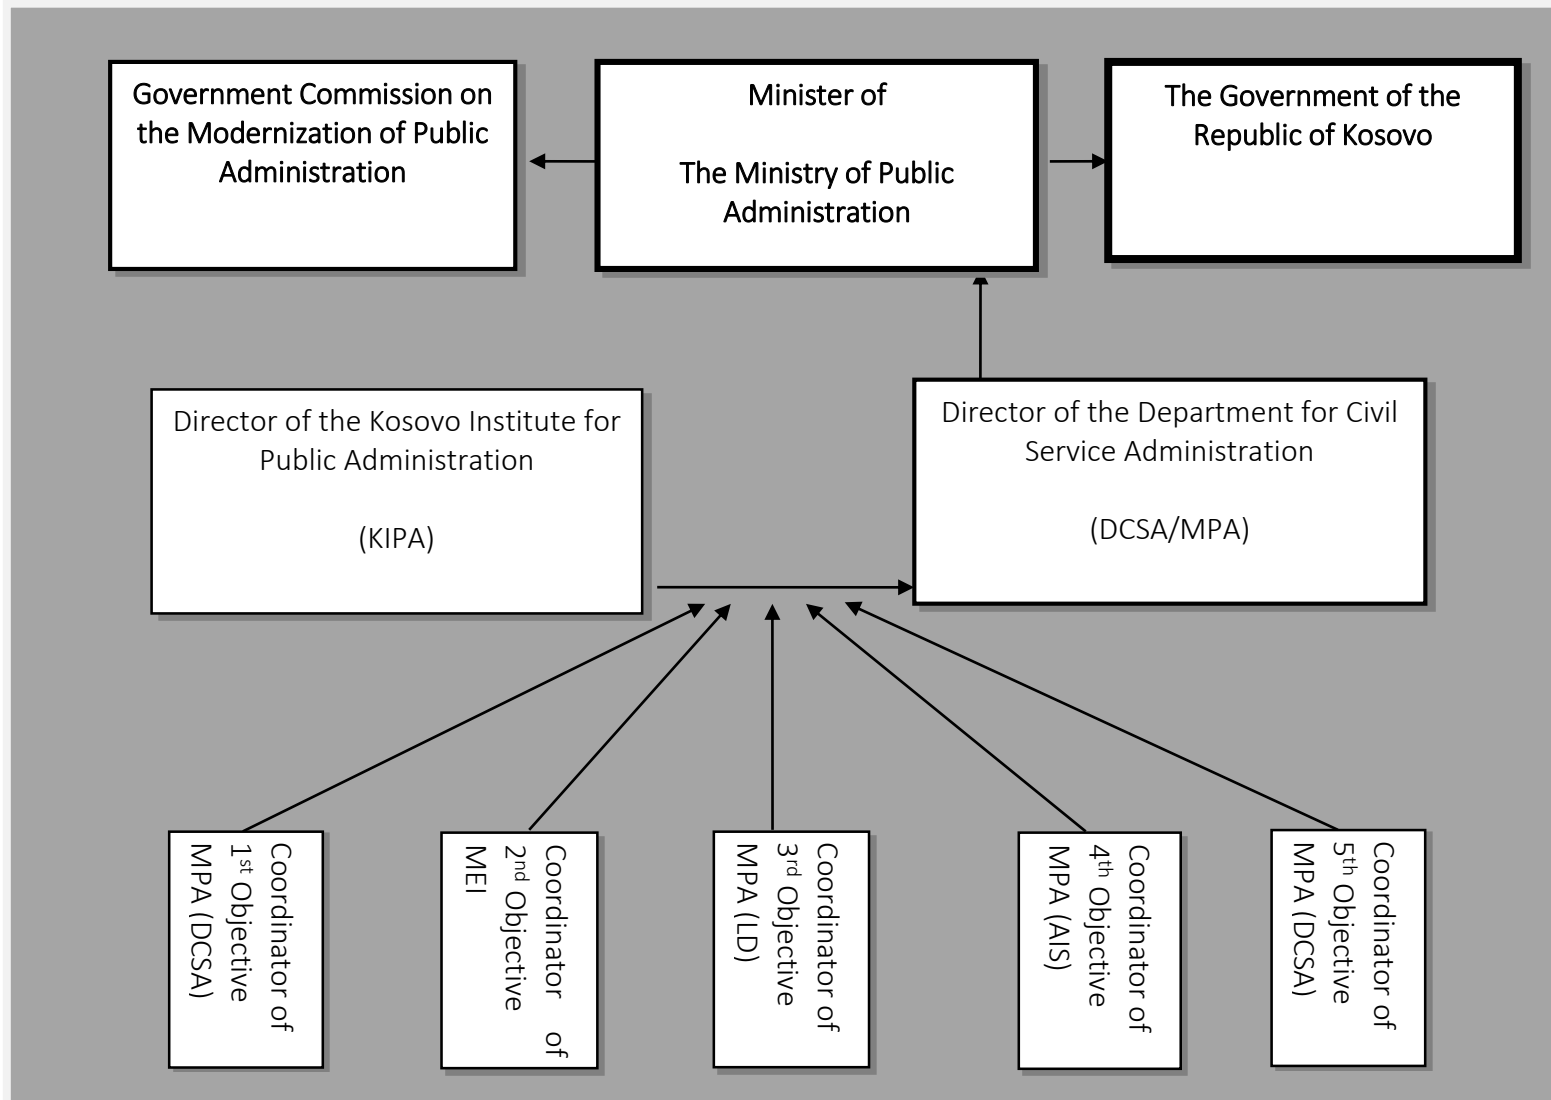 Government Commission on
the Modernization of Public
Administration
Minister of
The Ministry of Public
Administration
The Government of the
Republic of Kosovo
Director of the Kosovo Institute for
Public Administration
(KIPA)
Director of the Department for Civil
Service Administration
(DCSA/MPA)
Coordinator of
1st Objective
MPA (DCSA)
Coordinator of
2nd Objective
MEI
Coordinator of
3rd Objective
MPA (LD)
Coordinator of
4th Objective
MPA (AIS)
Coordinator of
5th Objective
MPA (DCSA)